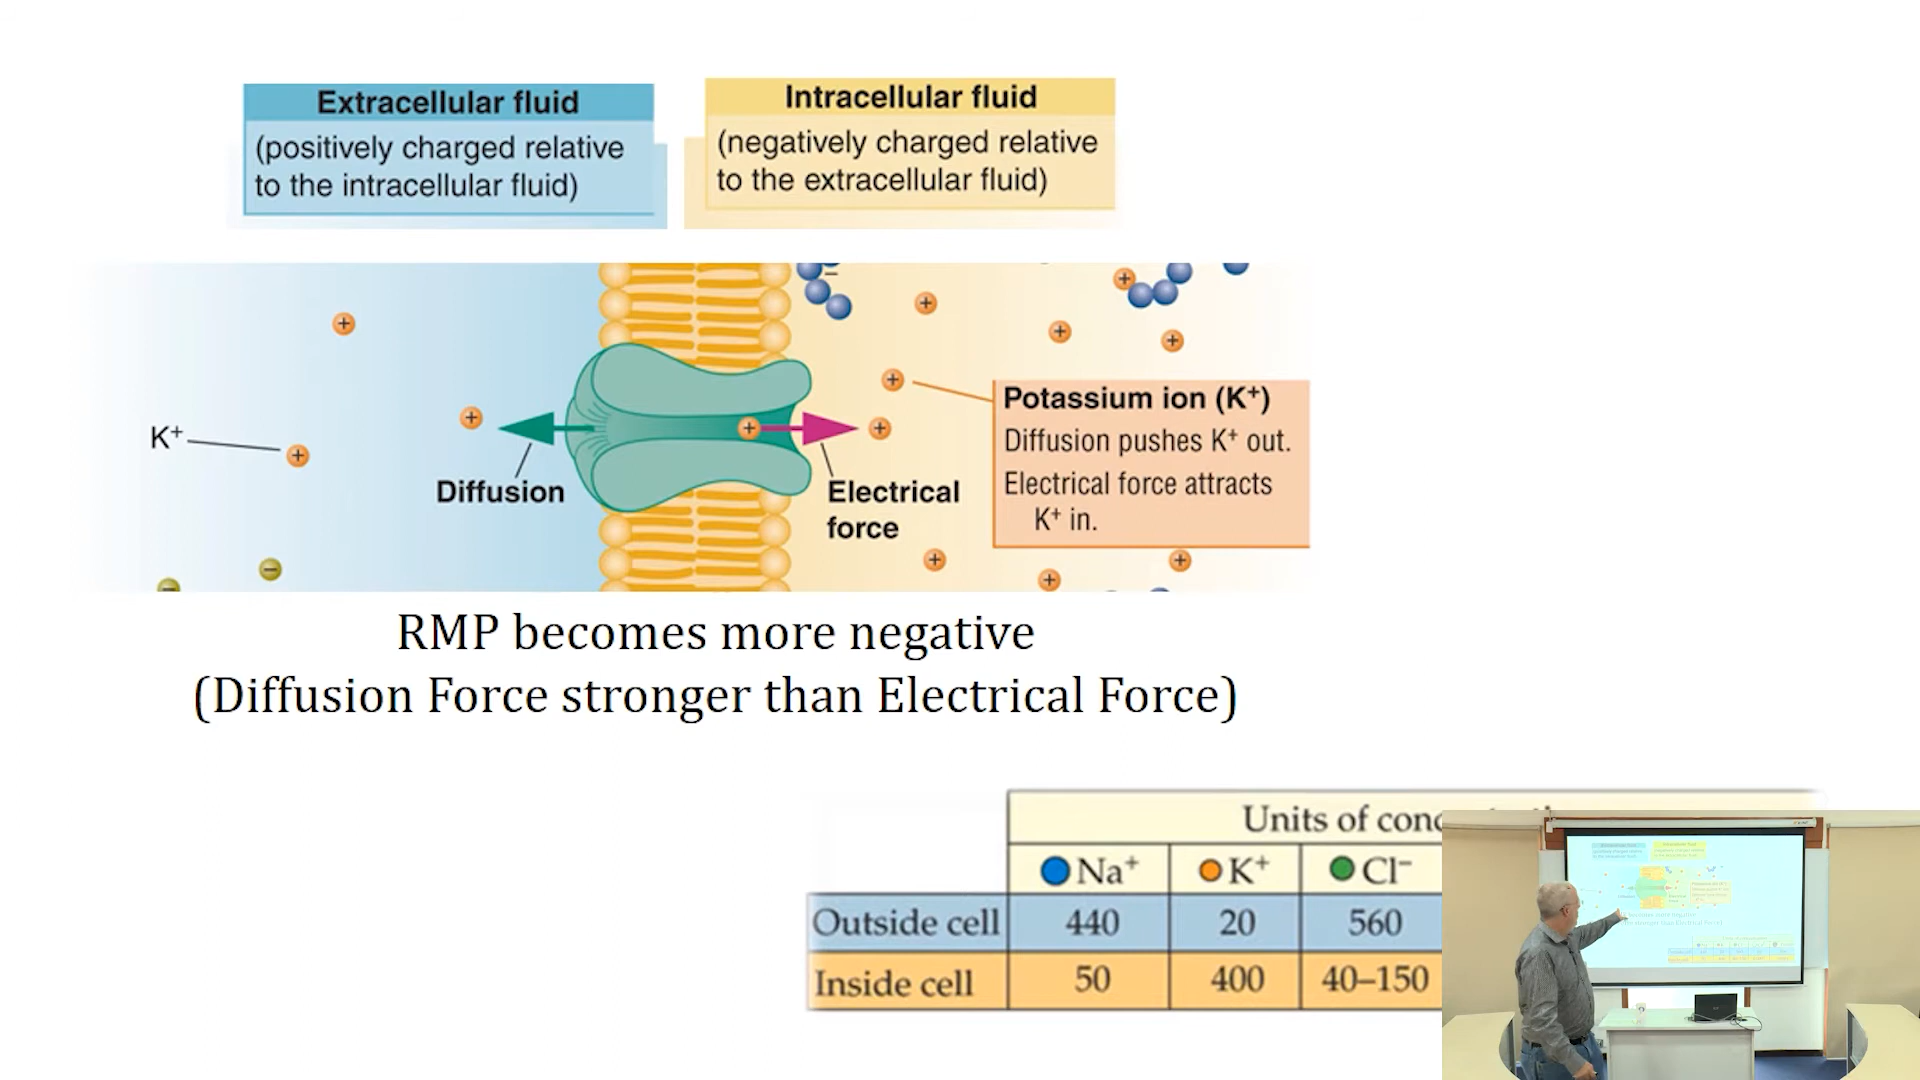 Extracellular fluid
(positively charged relative
to the intracellular fluid)
Intracellular fluid
(negatively charged relative
to the extracellular fluid)
K⁺
Diffusion
Electrical
force
Potassium ion (K⁺)
Diffusion pushes K⁺ out.
Electrical force attracts
K⁺ in.
RMP becomes more negative
(Diffusion Force stronger than Electrical Force)
Units of
Na⁺ K⁺ Cl⁻
Outside cell 440 20 560
Inside cell 50 400 40–150